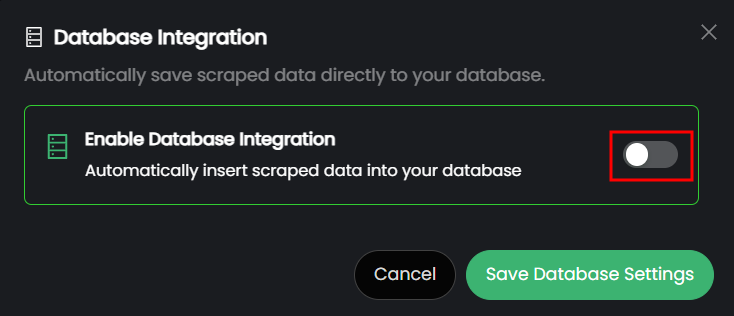 Database Integration
Automatically save scraped data directly to your database.
Enable Database Integration
Automatically insert scraped data into your database
Cancel
Save Database Settings